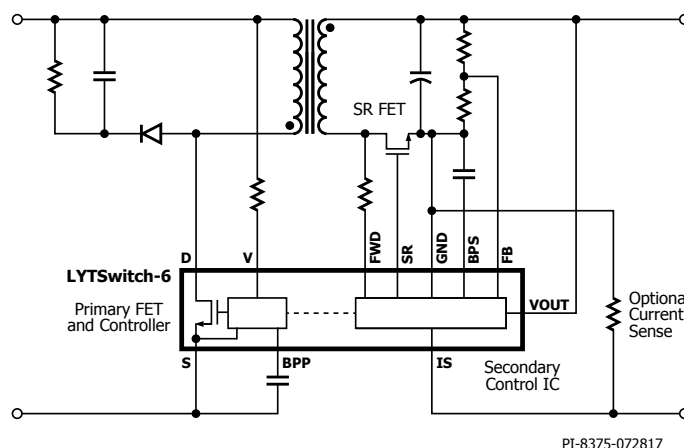 SR FET
D
V
FWD
SR
GND
BPS
FB
LYTSwitch-6
Primary FET
and Controller
VOUT
Optional
Current
Sense
S
BPP
IS
Secondary
Control IC
PI-8375-072817